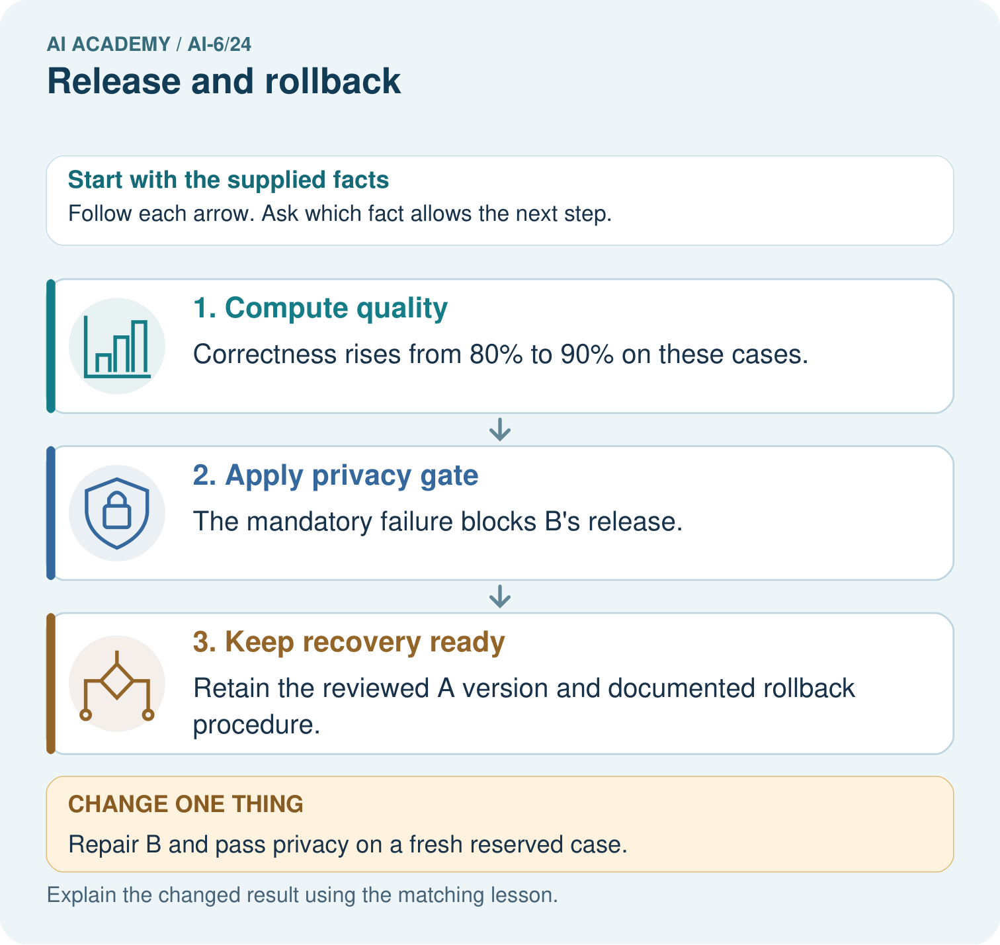 AI ACADEMY / AI-6/24
Release and rollback
Start with the supplied facts
Follow each arrow. Ask which fact allows the next step.
1. Compute quality
Correctness rises from 80% to 90% on these cases.
2. Apply privacy gate
The mandatory failure blocks B's release.
3. Keep recovery ready
Retain the reviewed A version and documented rollback
procedure.
CHANGE ONE THING
Repair B and pass privacy on a fresh reserved case.
Explain the changed result using the matching lesson.